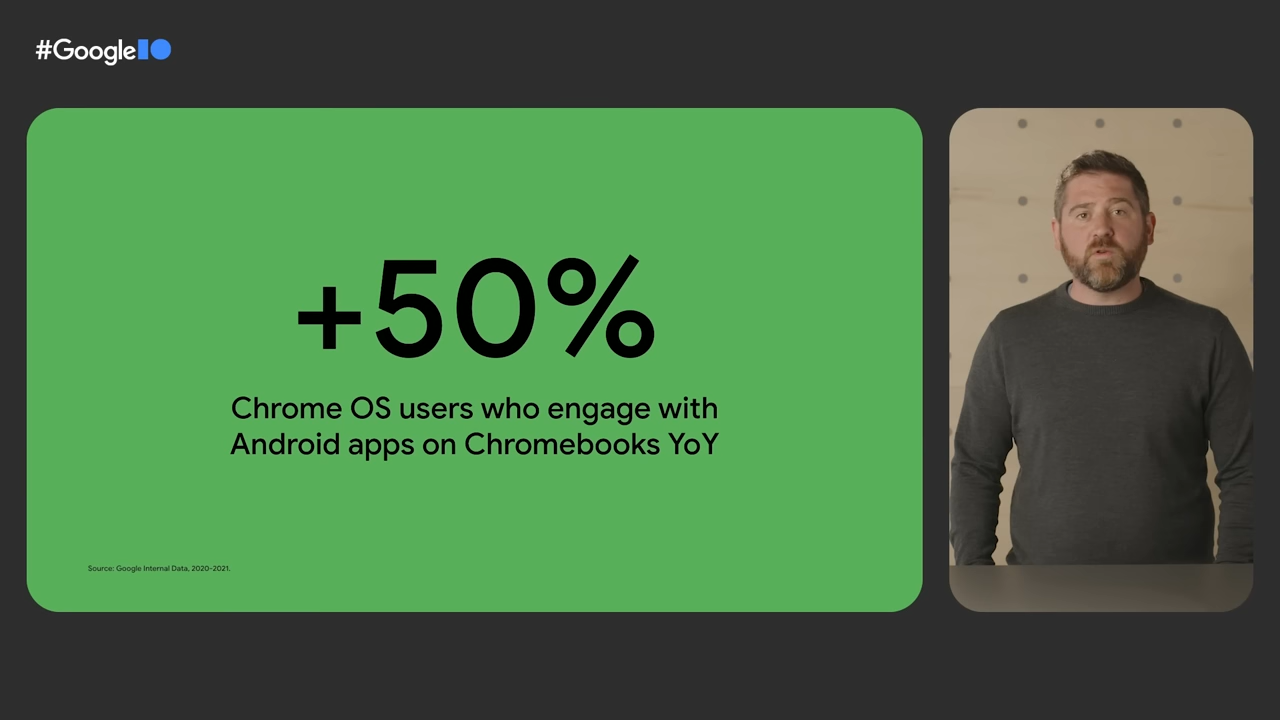 #GoogleIO
+50%
Chrome OS users who engage with
Android apps on Chromebooks YoY
Source: Google Internal Data, 2020-2021.